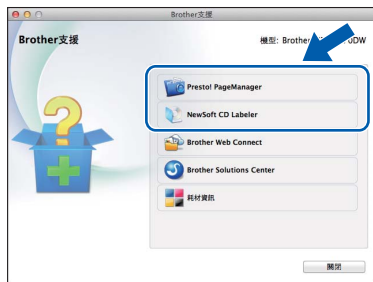 Brother支援
Brother支援
機型: Brother
0DW
Presto! PageManager
NewSoft CD Labeler
Brother Web Connect
Brother Solutions Center
耗材資訊
關閉